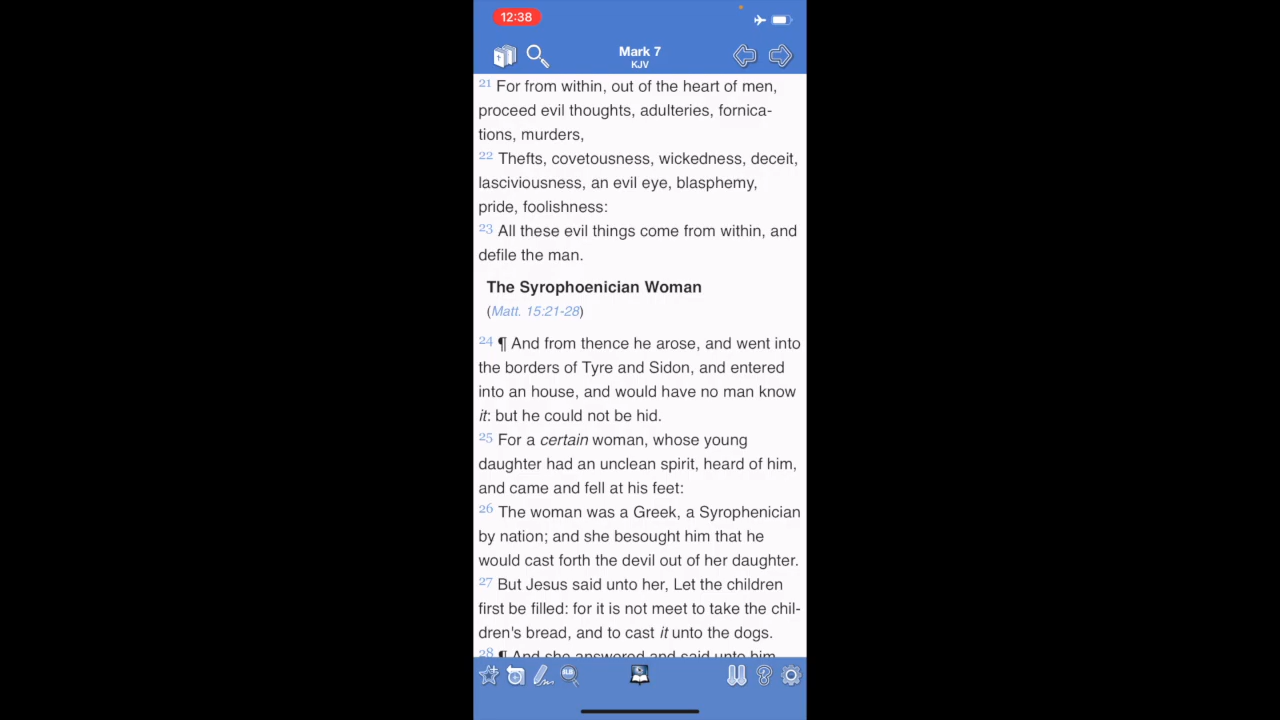 12:38
Mark 7
KJV
21 For from within, out of the heart of men,
proceed evil thoughts, adulteries, fornica-
tions, murders,
22 Thefts, covetousness, wickedness, deceit,
lasciviousness, an evil eye, blasphemy,
pride, foolishness:
23 All these evil things come from within, and
defile the man.
The Syrophoenician Woman
(Matt. 15:21-28)
24 ¶ And from thence he arose, and went into
the borders of Tyre and Sidon, and entered
into an house, and would have no man know
it: but he could not be hid.
25 For a certain woman, whose young
daughter had an unclean spirit, heard of him,
and came and fell at his feet:
26 The woman was a Greek, a Syrophenician
by nation; and she besought him that he
would cast forth the devil out of her daughter.
27 But Jesus said unto her, Let the children
first be filled: for it is not meet to take the chil-
dren's bread, and to cast it unto the dogs.
28 ¶ And she answered and said unto him